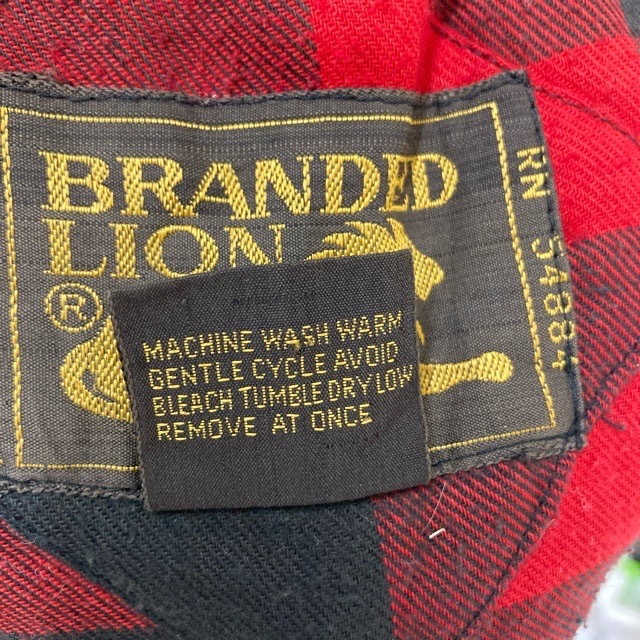 BRANDED
LION
®
RN 54884
MACHINE WASH WARM
GENTLE CYCLE AVOID
BLEACH TUMBLE DRY LOW
REMOVE AT ONCE